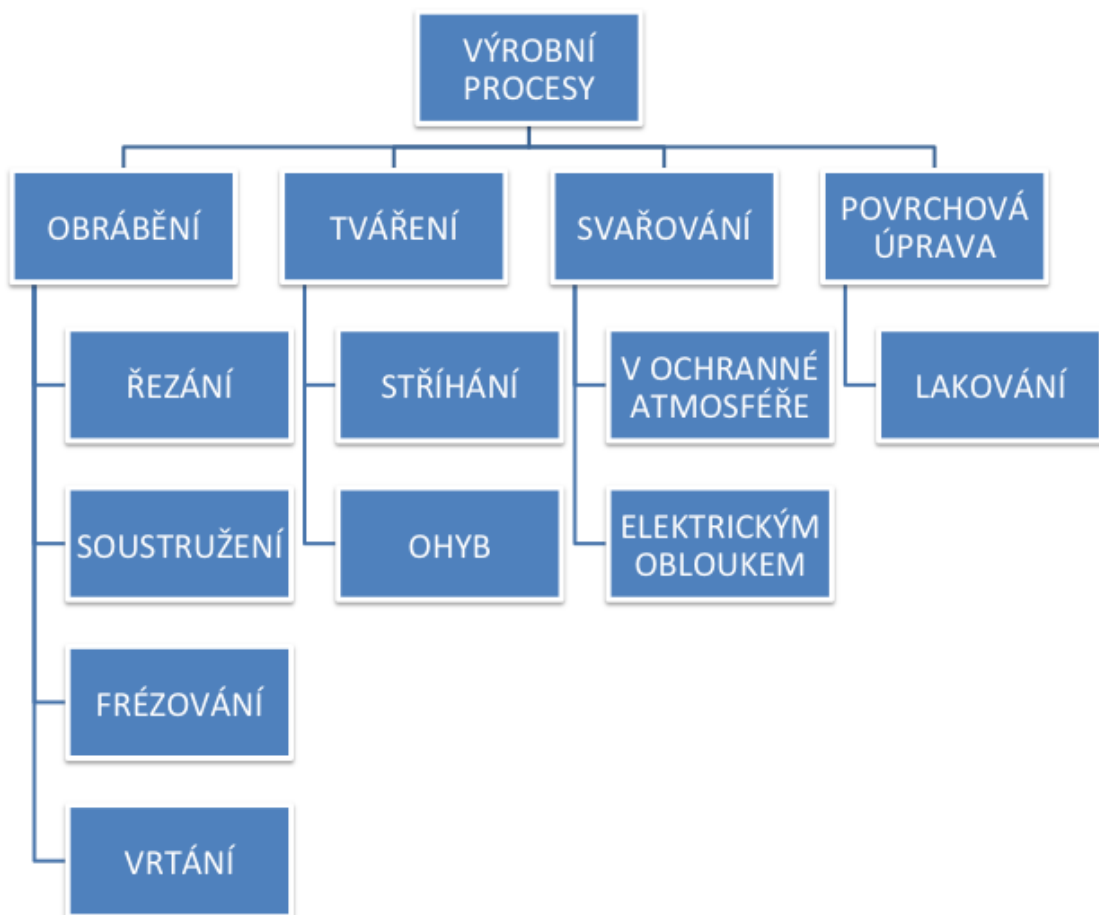 VÝROBNÍ
PROCESY
OBRÁBĚNÍ
TVÁŘENÍ
SVAŘOVÁNÍ
POVRCHOVÁ
ÚPRAVA
ŘEZÁNÍ
STŘÍHÁNÍ
V OCHRANNÉ
ATMOSFÉŘE
LAKOVÁNÍ
SOUSTRUŽENÍ
OHYB
ELEKTRICKÝM
OBLOUKEM
FRÉZOVÁNÍ
VRTÁNÍ